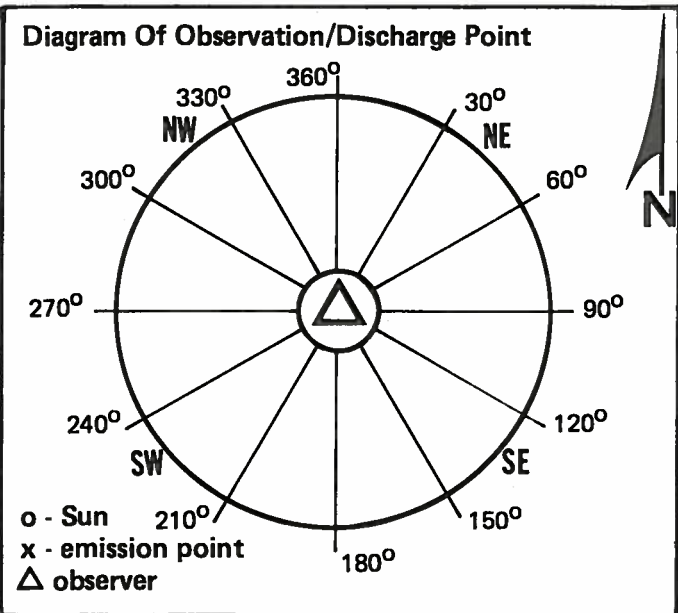 Diagram Of Observation/Discharge Point
360°
330°
30°
NW
NE
300°
60°
N
270°
90°
240°
120°
SW
SE
o - Sun
210°
150°
x - emission point
180°
△ observer